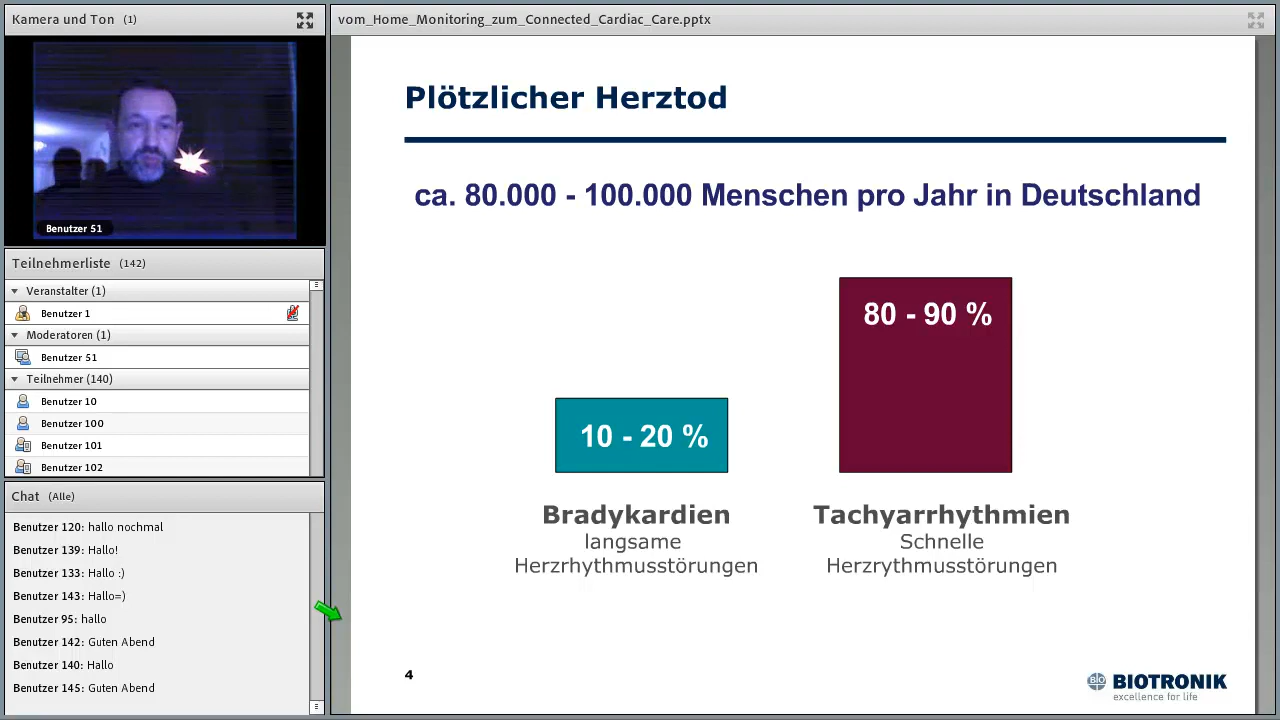 Kamera und Ton (1)
Benutzer 51
Teilnehmerliste (142)
Veranstalter (1)
Benutzer 1
Moderatoren (1)
Benutzer 51
Teilnehmer (140)
Benutzer 10
Benutzer 100
Benutzer 101
Benutzer 102
Chat (Alle)
Benutzer 120: hallo nochmal
Benutzer 139: Hallo!
Benutzer 133: Hallo :)
Benutzer 143: Hallo=)
Benutzer 95: hallo
Benutzer 142: Guten Abend
Benutzer 140: Hallo
Benutzer 145: Guten Abend
vom_Home_Monitoring_zum_Connected_Cardiac_Care.pptx
Plötzlicher Herztod
ca. 80.000 - 100.000 Menschen pro Jahr in Deutschland
10 - 20 %
80 - 90 %
Bradykardien
langsame
Herzrhythmusstörungen
Tachyarrhythmien
Schnelle
Herzrythmusstörungen
4
BIO
BIOTRONIK
excellence for life